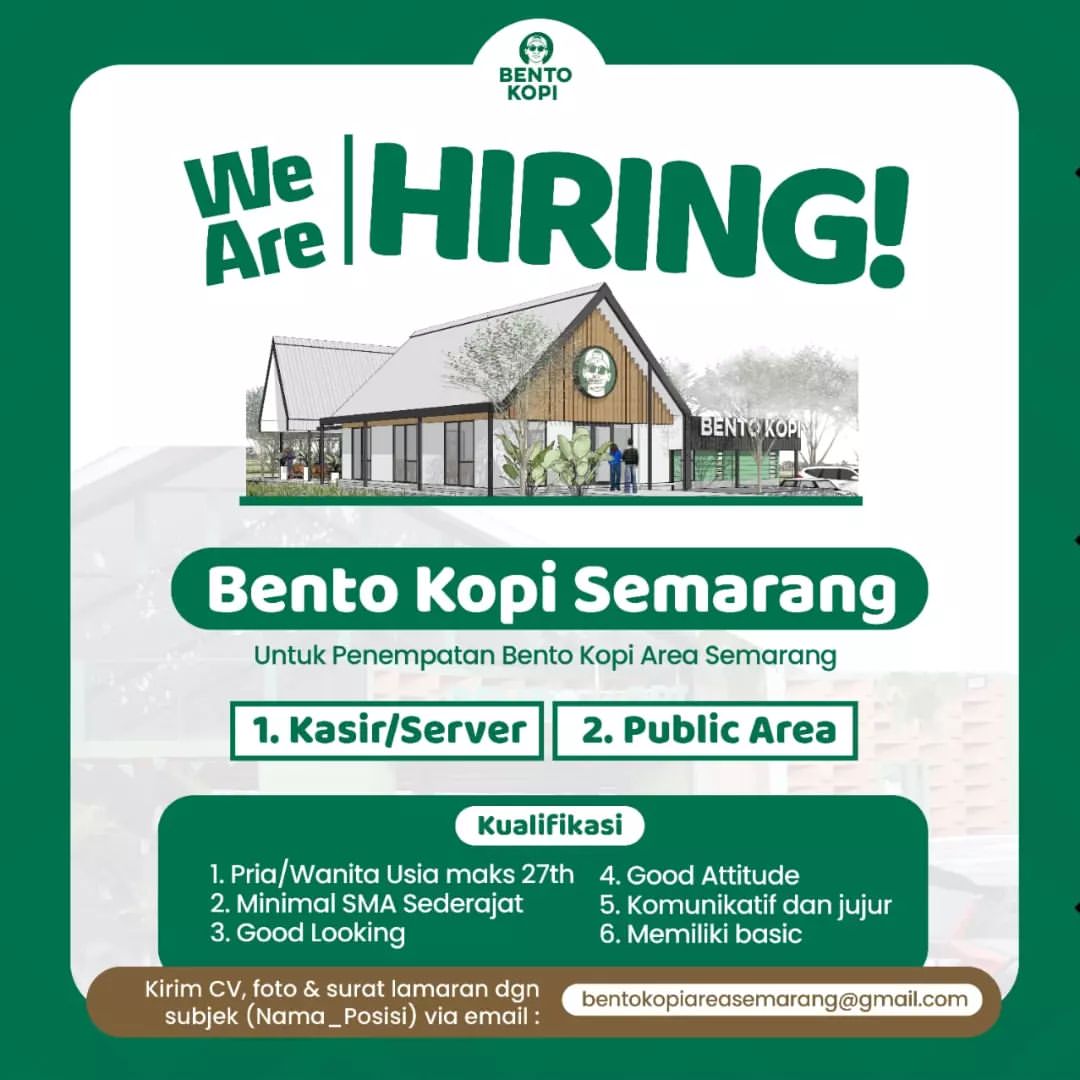 BENTO
KOPI
We
Are
HIRING!
BENTO KOPI
Bento Kopi Semarang
Untuk Penempatan Bento Kopi Area Semarang
1. Kasir/Server
2. Public Area
Kualifikasi
1. Pria/Wanita Usia maks 27th
2. Minimal SMA Sederajat
3. Good Looking
4. Good Attitude
5. Komunikatif dan jujur
6. Memiliki basic
Kirim CV, foto & surat lamaran dgn
subjek (Nama_Posisi) via email :
bentokopiareasemarang@gmail.com